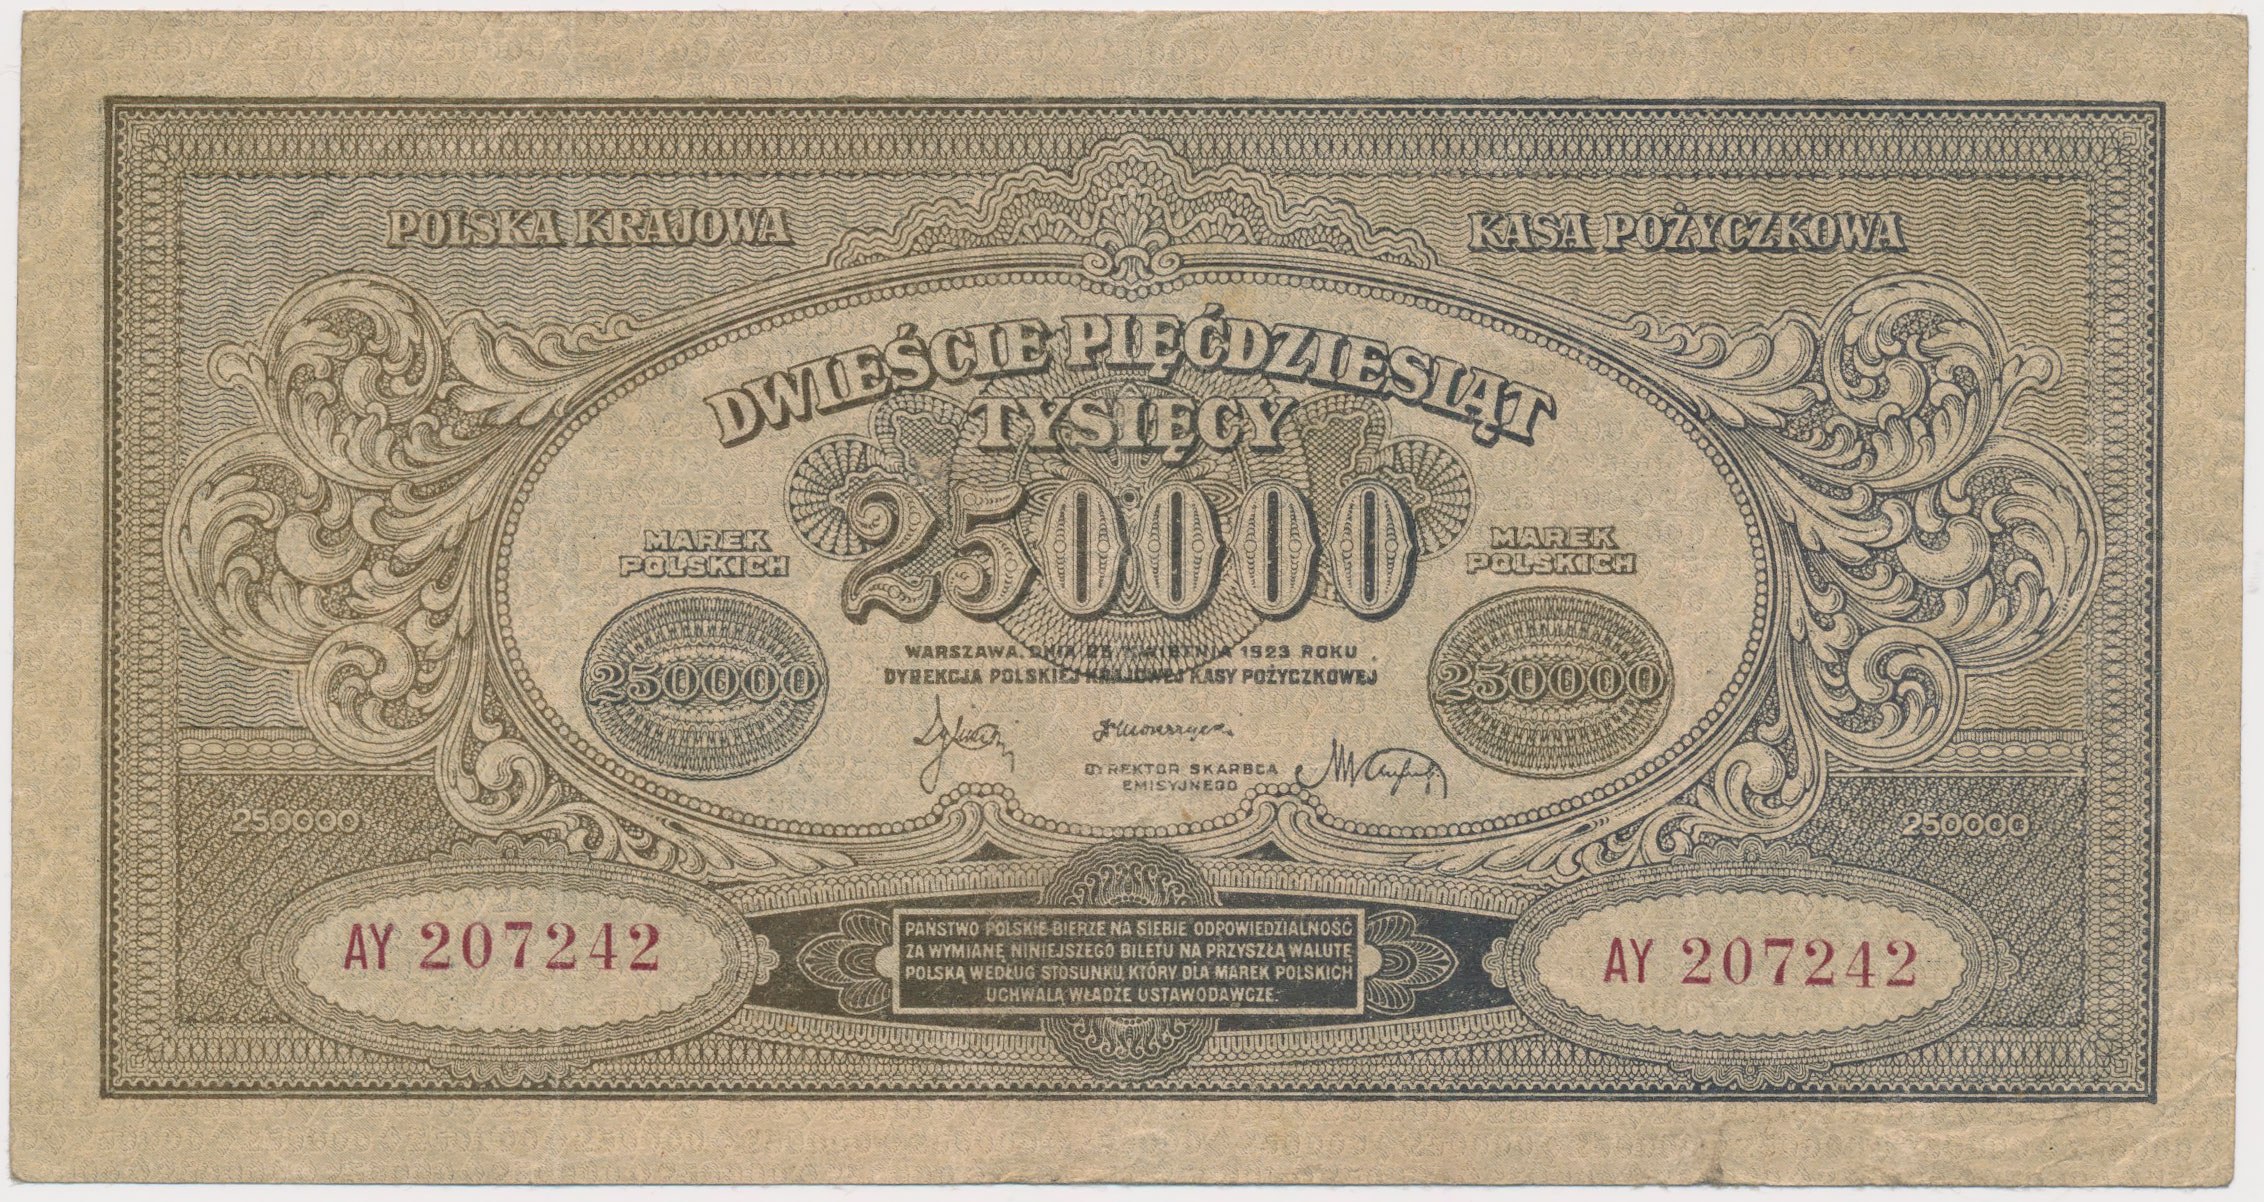 POLSKA KRAJOWA
KASA POŻYCZKOWA
DWIEŚCIE PIĘĆDZIESIĄT
TYSIĘCY
250000
MAREK
POLSKICH
MAREK
POLSKICH
250000
250000
WARSZAWA, DNIA 25 KWIETNIA 1923 ROKU
DYREKCJA POLSKIEJ KRAJOWEJ KASY POŻYCZKOWEJ
DYREKTOR SKARBCA
EMISYJNEGO
250000
250000
AY 207242
AY 207242
PAŃSTWO POLSKIE BIERZE NA SIEBIE ODPOWIEDZIALNOŚĆ
ZA WYMIANĘ NINIEJSZEGO BILETU NA PRZYSZŁĄ WALUTĘ
POLSKĄ WEDŁUG STOSUNKU, KTÓRY DLA MAREK POLSKICH
UCHWALĄ WŁADZE USTAWODAWCZE.